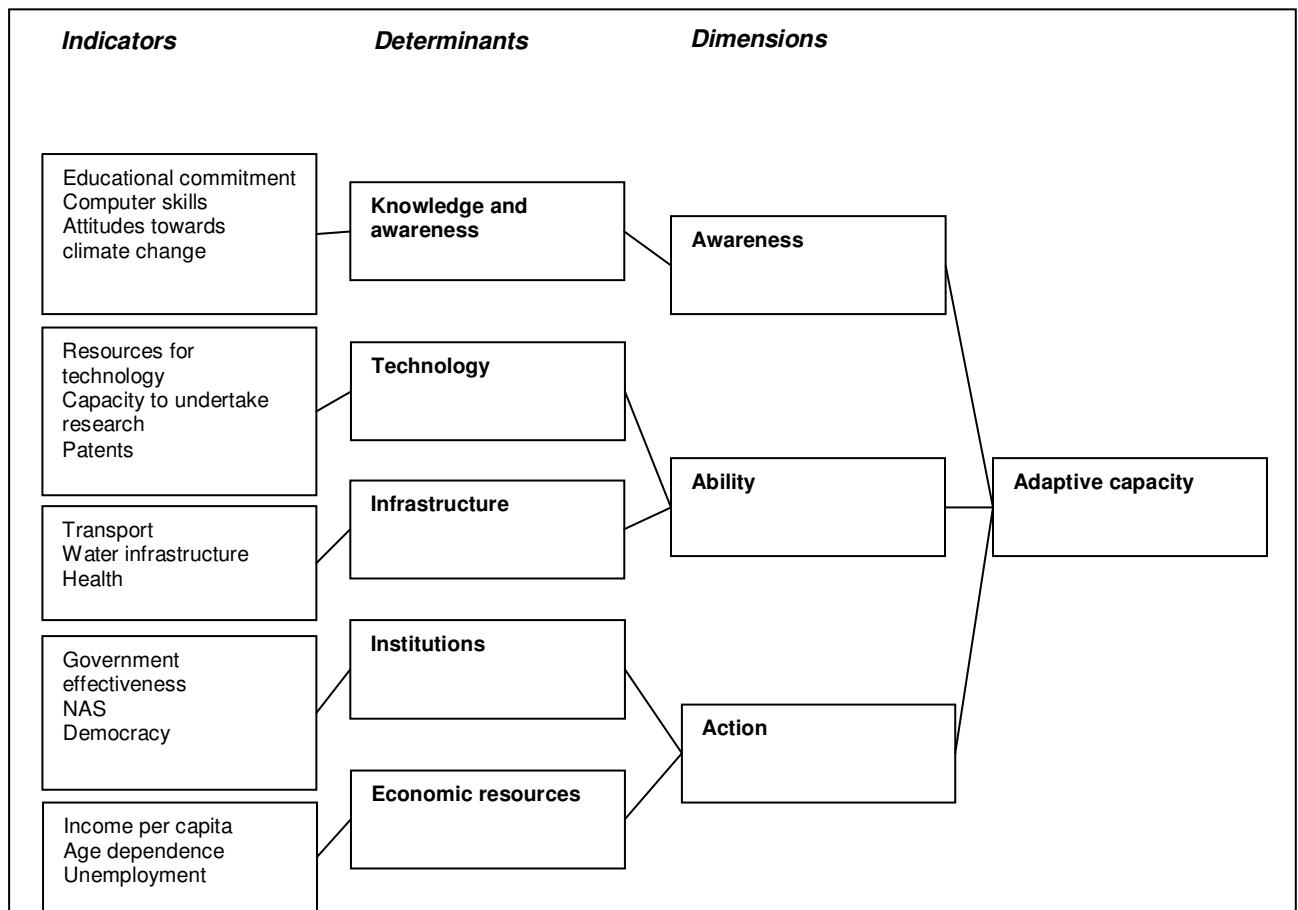 Indicators
Determinants
Dimensions
Educational commitment
Computer skills
Attitudes towards
climate change
Knowledge and
awareness
Awareness
Resources for
technology
Capacity to undertake
research
Patents
Technology
Transport
Water infrastructure
Health
Infrastructure
Ability
Adaptive capacity
Government
effectiveness
NAS
Democracy
Institutions
Action
Income per capita
Age dependence
Unemployment
Economic resources